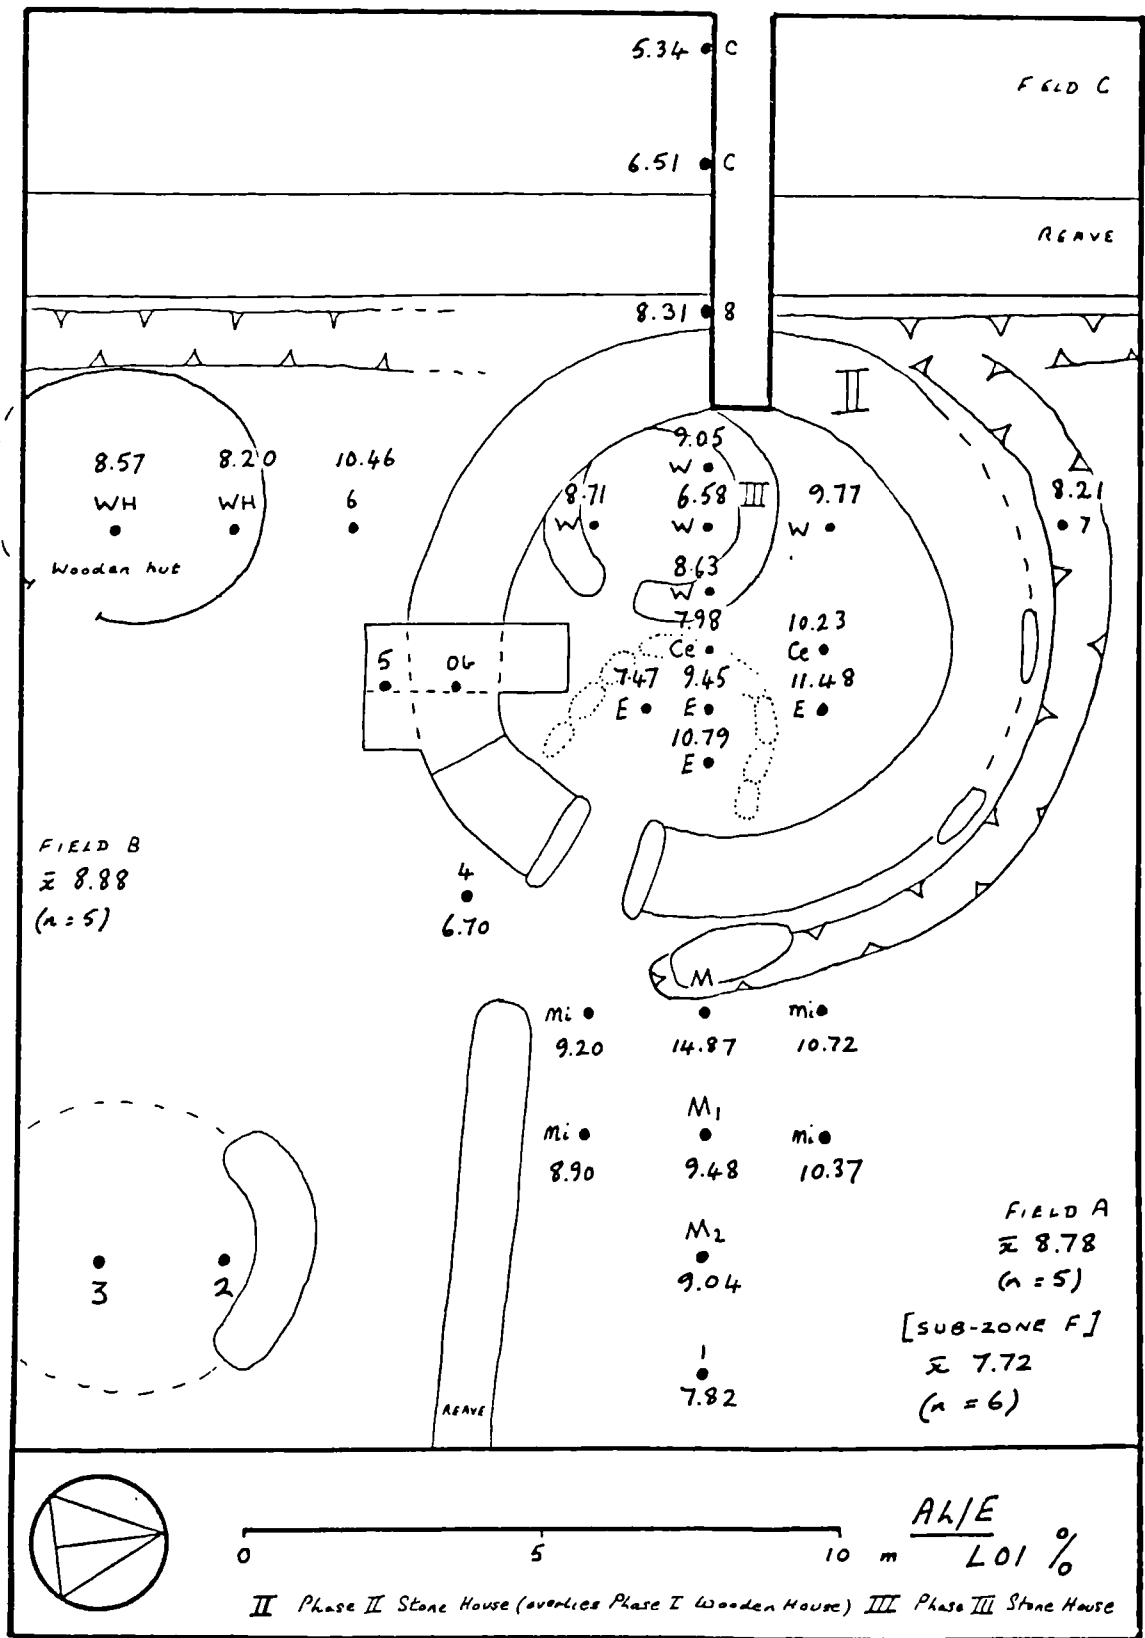 5.34 C
FIELD C
6.51 C
REAVE
8.31 8
II
9.05
8.57 8.20 10.46
W
8.71 6.58 III 9.77 8.21
WH WH 6
W W W 7
Wooden hut
8.63
W
7.98 10.23
5 OL Ce Ce
7.47 9.45 11.48
E E E
10.79
E
FIELD B
x̄ 8.88
(n = 5)
4
6.70
M
Mi mi
9.20 14.87 10.72
M₁
Mi mi
8.90 9.48 10.37
FIELD A
M₂ x̄ 8.78
9.04 (n = 5)
3 2
[SUB-ZONE F]
1 x̄ 7.72
7.82 (n = 6)
REAVE
AL/E
LOI %
0 5 10 m
II Phase II Stone House (overlies Phase I Wooden House) III Phase III Stone House